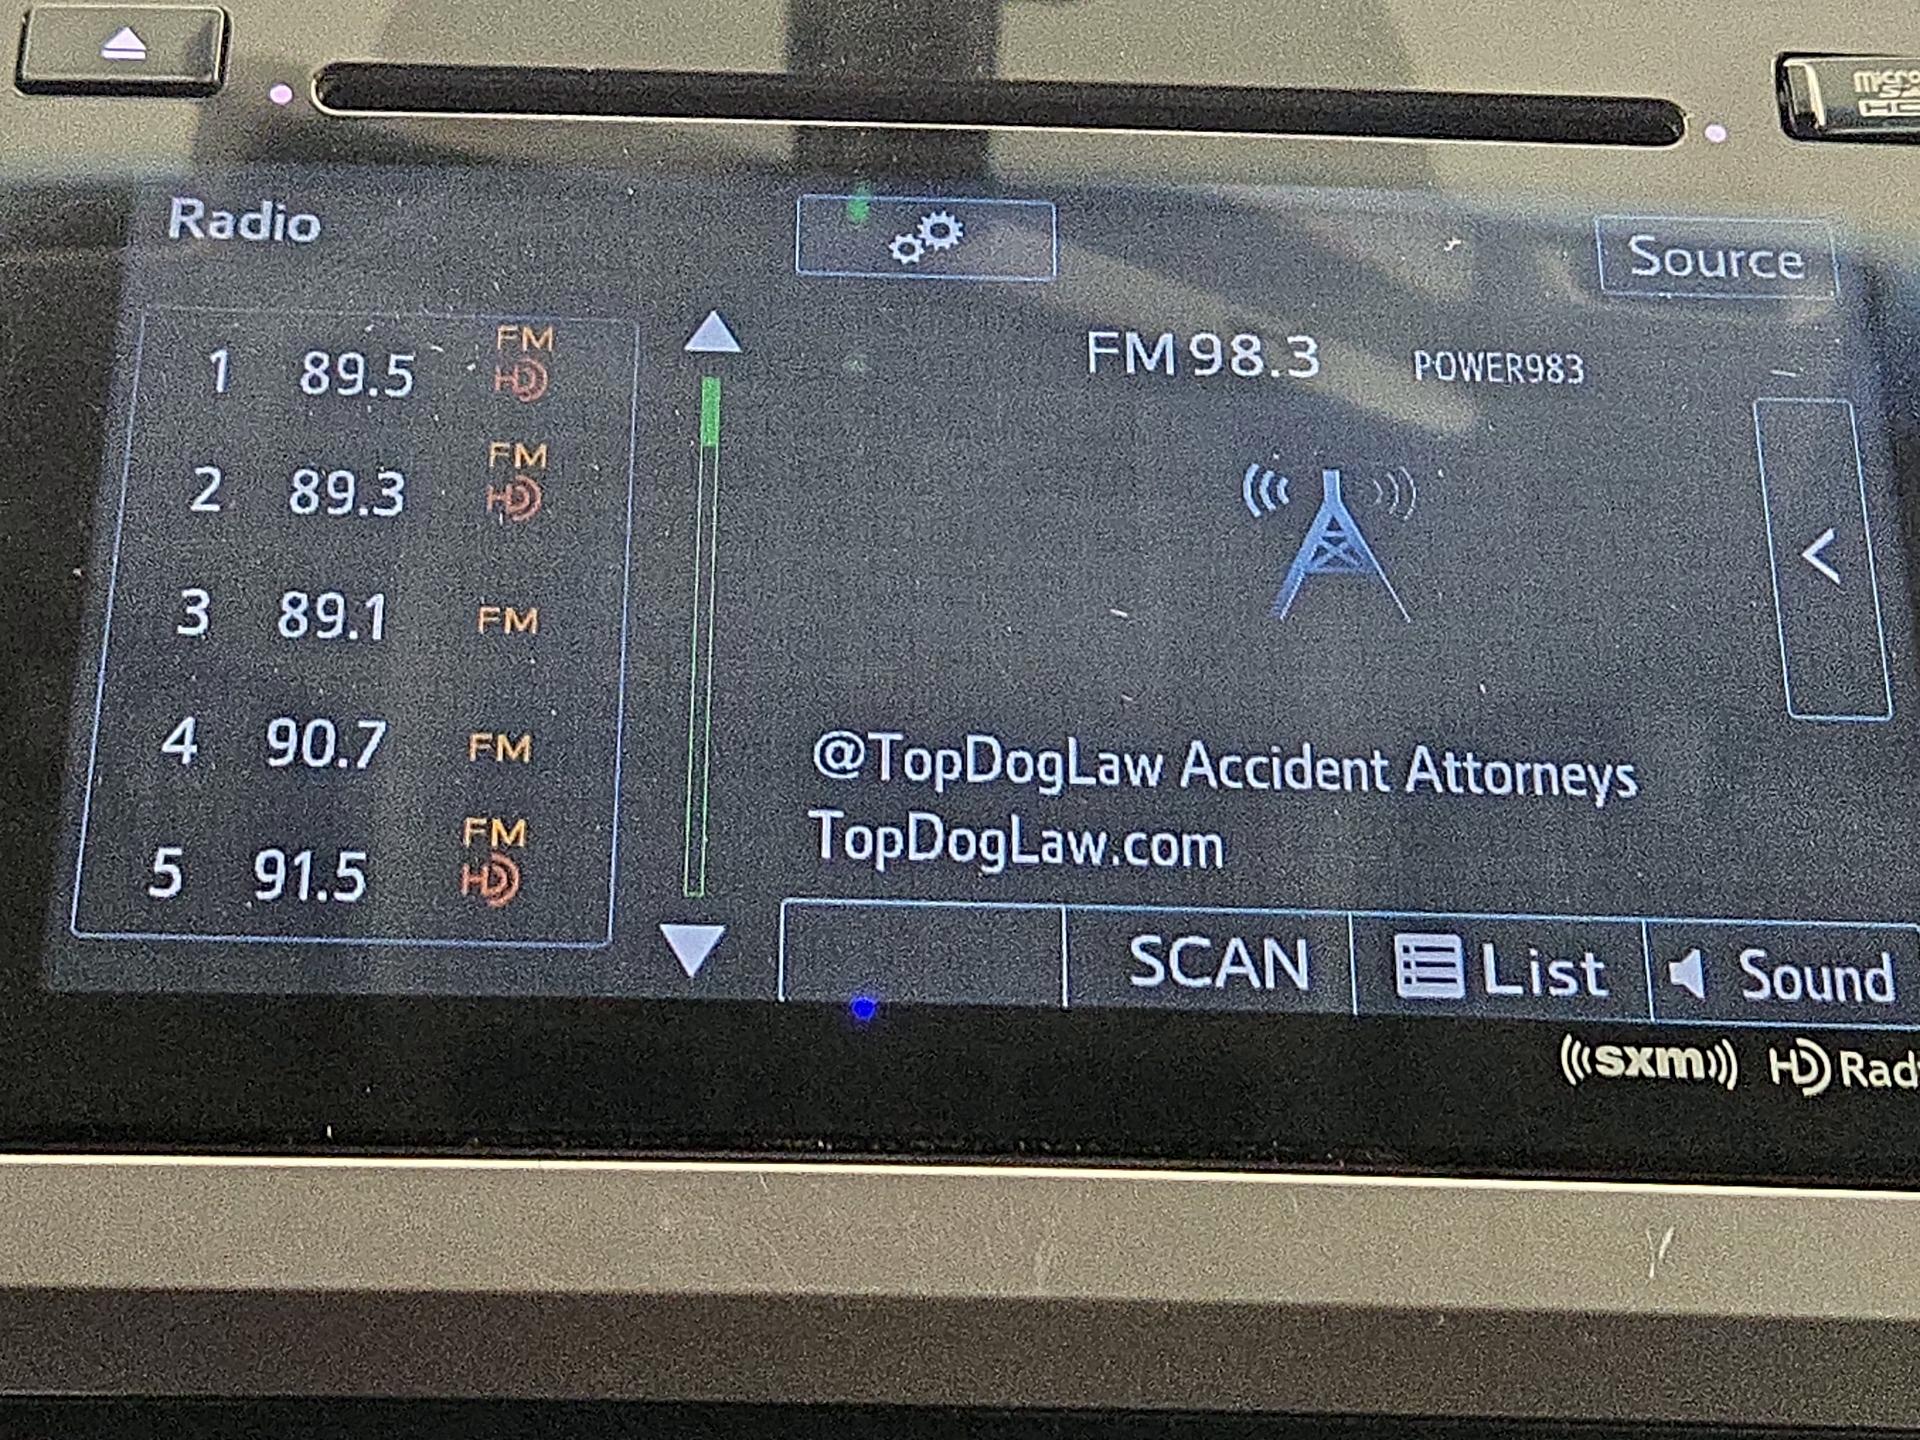 micro
Radio
Source
1 89.5 FM HD
2 89.3 FM HD
3 89.1 FM
4 90.7 FM
5 91.5 FM HD
FM 98.3 POWER983
@TopDogLaw Accident Attorneys
TopDogLaw.com
SCAN List Sound
sxm HD Rad